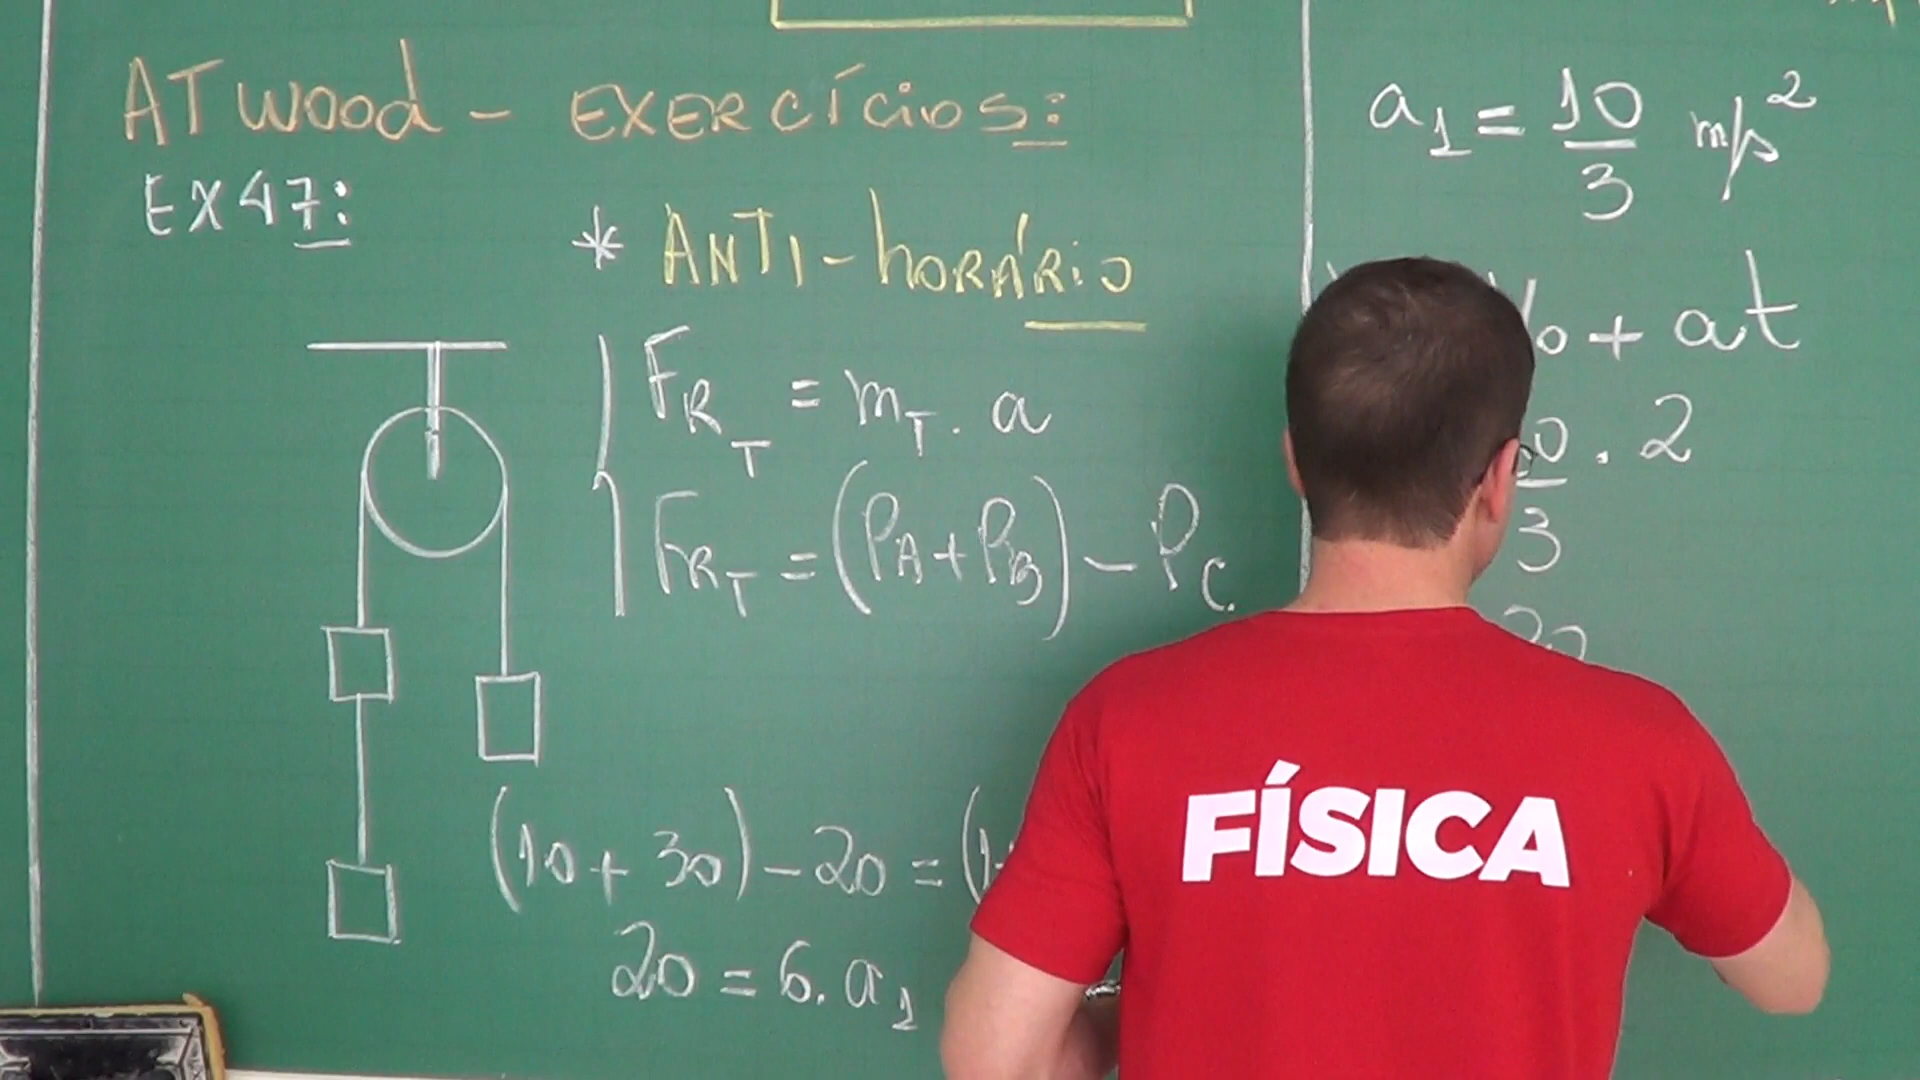 ATwood - EXERCÍCIOS:
EX47:
* ANTI-horÁRiO
F_R_T = m_T . a
F_R_T = (P_A + P_B) - P_C
(10 + 30) - 20 = (1
20 = 6. a_1
a_1 = 10/3 m/s²
+ at
. 2
3
FÍSICA